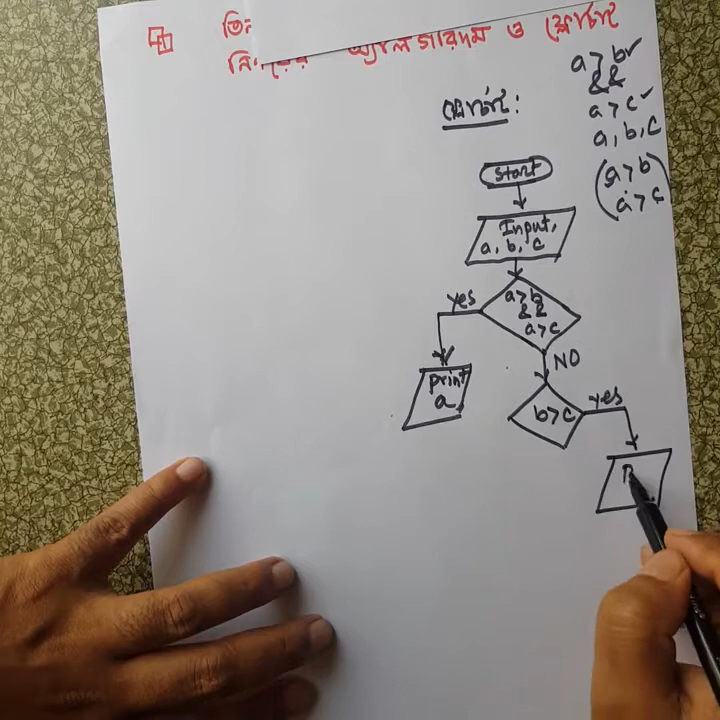 অ্যালগরিদম ও ফ্লোচার্ট
ফ্লোচার্ট :
a > b✓
&&
a > c✓
a, b, c
(a > b
a > c)
start
Input,
a, b, c
a>b
&&
a>c
yes
NO
print
a
b>c
yes